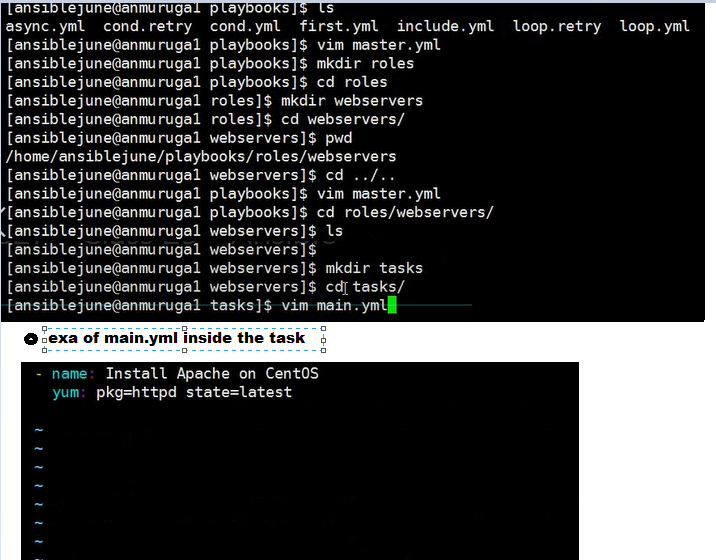 [ansiblejune@anmuruga1 playbooks]$ ls
async.yml  cond.retry  cond.yml  first.yml  include.yml  loop.retry  loop.yml
[ansiblejune@anmuruga1 playbooks]$ vim master.yml
[ansiblejune@anmuruga1 playbooks]$ mkdir roles
[ansiblejune@anmuruga1 playbooks]$ cd roles
[ansiblejune@anmuruga1 roles]$ mkdir webservers
[ansiblejune@anmuruga1 roles]$ cd webservers/
[ansiblejune@anmuruga1 webservers]$ pwd
/home/ansiblejune/playbooks/roles/webservers
[ansiblejune@anmuruga1 webservers]$ cd ../..
[ansiblejune@anmuruga1 playbooks]$ vim master.yml
[ansiblejune@anmuruga1 playbooks]$ cd roles/webservers/
[ansiblejune@anmuruga1 webservers]$ ls
[ansiblejune@anmuruga1 webservers]$
[ansiblejune@anmuruga1 webservers]$ mkdir tasks
[ansiblejune@anmuruga1 webservers]$ cd tasks/
[ansiblejune@anmuruga1 tasks]$ vim main.yml
exa of main.yml inside the task
- name: Install Apache on CentOS
  yum: pkg=httpd state=latest
~
~
~
~
~
~
~
~